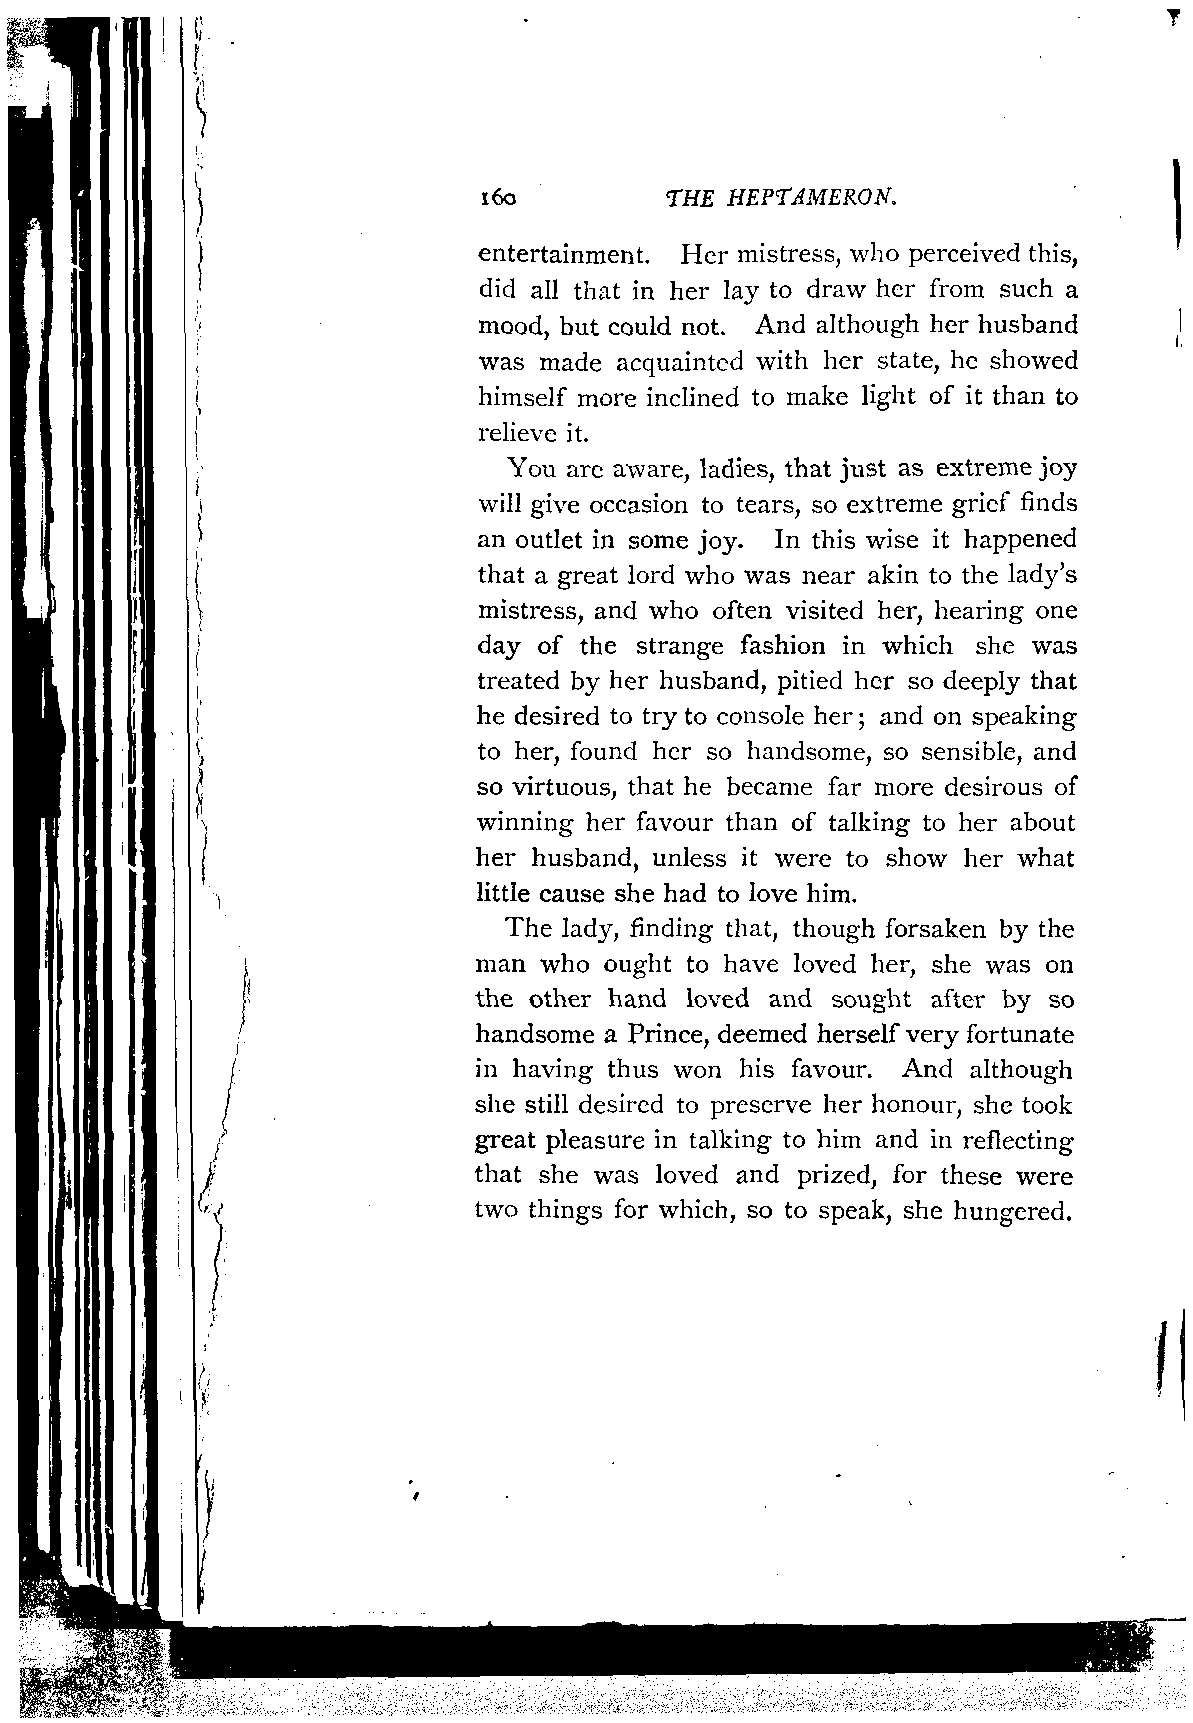 160 THE HEPTAMERON.
entertainment. Her mistress, who perceived this,
did all that in her lay to draw her from such a
mood, but could not. And although her husband
was made acquainted with her state, he showed
himself more inclined to make light of it than to
relieve it.
You are aware, ladies, that just as extreme joy
will give occasion to tears, so extreme grief finds
an outlet in some joy. In this wise it happened
that a great lord who was near akin to the lady's
mistress, and who often visited her, hearing one
day of the strange fashion in which she was
treated by her husband, pitied her so deeply that
he desired to try to console her; and on speaking
to her, found her so handsome, so sensible, and
so virtuous, that he became far more desirous of
winning her favour than of talking to her about
her husband, unless it were to show her what
little cause she had to love him.
The lady, finding that, though forsaken by the
man who ought to have loved her, she was on
the other hand loved and sought after by so
handsome a Prince, deemed herself very fortunate
in having thus won his favour. And although
she still desired to preserve her honour, she took
great pleasure in talking to him and in reflecting
that she was loved and prized, for these were
two things for which, so to speak, she hungered.